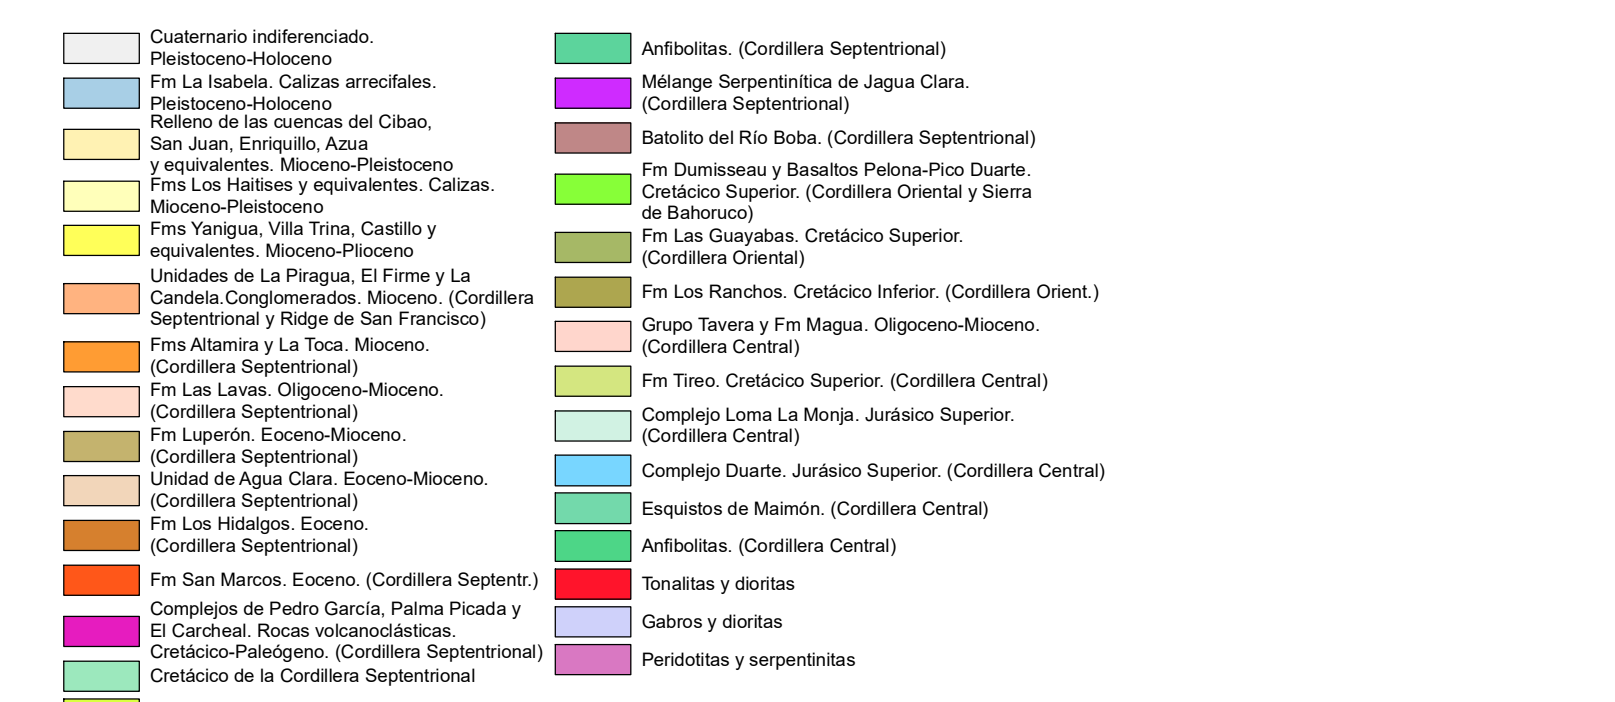 Cuaternario indiferenciado.
Pleistoceno-Holoceno
Fm La Isabela. Calizas arrecifales.
Pleistoceno-Holoceno
Relleno de las cuencas del Cibao,
San Juan, Enriquillo, Azua
y equivalentes. Mioceno-Pleistoceno
Fms Los Haitises y equivalentes. Calizas.
Mioceno-Pleistoceno
Fms Yanigua, Villa Trina, Castillo y
equivalentes. Mioceno-Plioceno
Unidades de La Piragua, El Firme y La
Candela.Conglomerados. Mioceno. (Cordillera
Septentrional y Ridge de San Francisco)
Fms Altamira y La Toca. Mioceno.
(Cordillera Septentrional)
Fm Las Lavas. Oligoceno-Mioceno.
(Cordillera Septentrional)
Fm Luperón. Eoceno-Mioceno.
(Cordillera Septentrional)
Unidad de Agua Clara. Eoceno-Mioceno.
(Cordillera Septentrional)
Fm Los Hidalgos. Eoceno.
(Cordillera Septentrional)
Fm San Marcos. Eoceno. (Cordillera Septentr.)
Complejos de Pedro García, Palma Picada y
El Carcheal. Rocas volcanoclásticas.
Cretácico-Paleógeno. (Cordillera Septentrional)
Cretácico de la Cordillera Septentrional
Anfibolitas. (Cordillera Septentrional)
Mélange Serpentinítica de Jagua Clara.
(Cordillera Septentrional)
Batolito del Río Boba. (Cordillera Septentrional)
Fm Dumisseau y Basaltos Pelona-Pico Duarte.
Cretácico Superior. (Cordillera Oriental y Sierra
de Bahoruco)
Fm Las Guayabas. Cretácico Superior.
(Cordillera Oriental)
Fm Los Ranchos. Cretácico Inferior. (Cordillera Orient.)
Grupo Tavera y Fm Magua. Oligoceno-Mioceno.
(Cordillera Central)
Fm Tireo. Cretácico Superior. (Cordillera Central)
Complejo Loma La Monja. Jurásico Superior.
(Cordillera Central)
Complejo Duarte. Jurásico Superior. (Cordillera Central)
Esquistos de Maimón. (Cordillera Central)
Anfibolitas. (Cordillera Central)
Tonalitas y dioritas
Gabros y dioritas
Peridotitas y serpentinitas